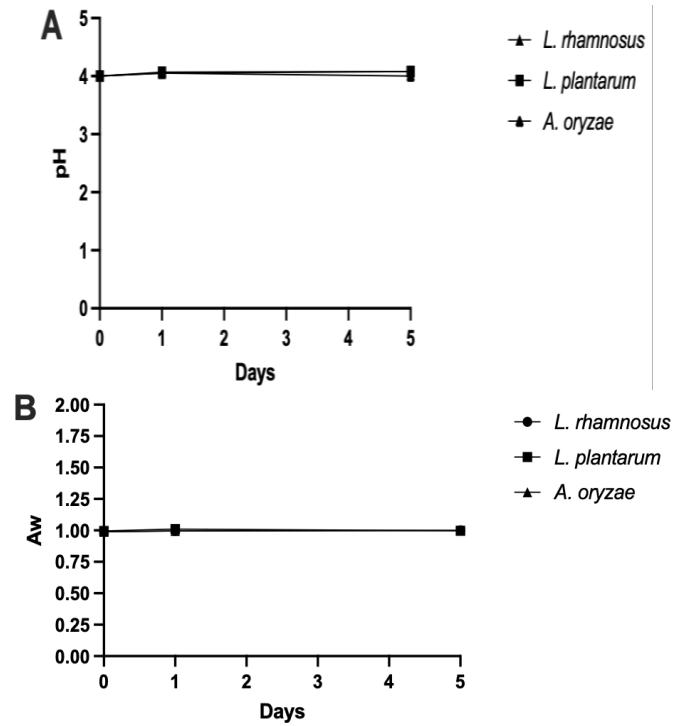 A
5
4
3
2
1
0
pH
0 1 2 3 4 5
Days
L. rhamnosus
L. plantarum
A. oryzae
B
2.00
1.75
1.50
1.25
1.00
0.75
0.50
0.25
0.00
Aw
0 1 2 3 4 5
Days
L. rhamnosus
L. plantarum
A. oryzae